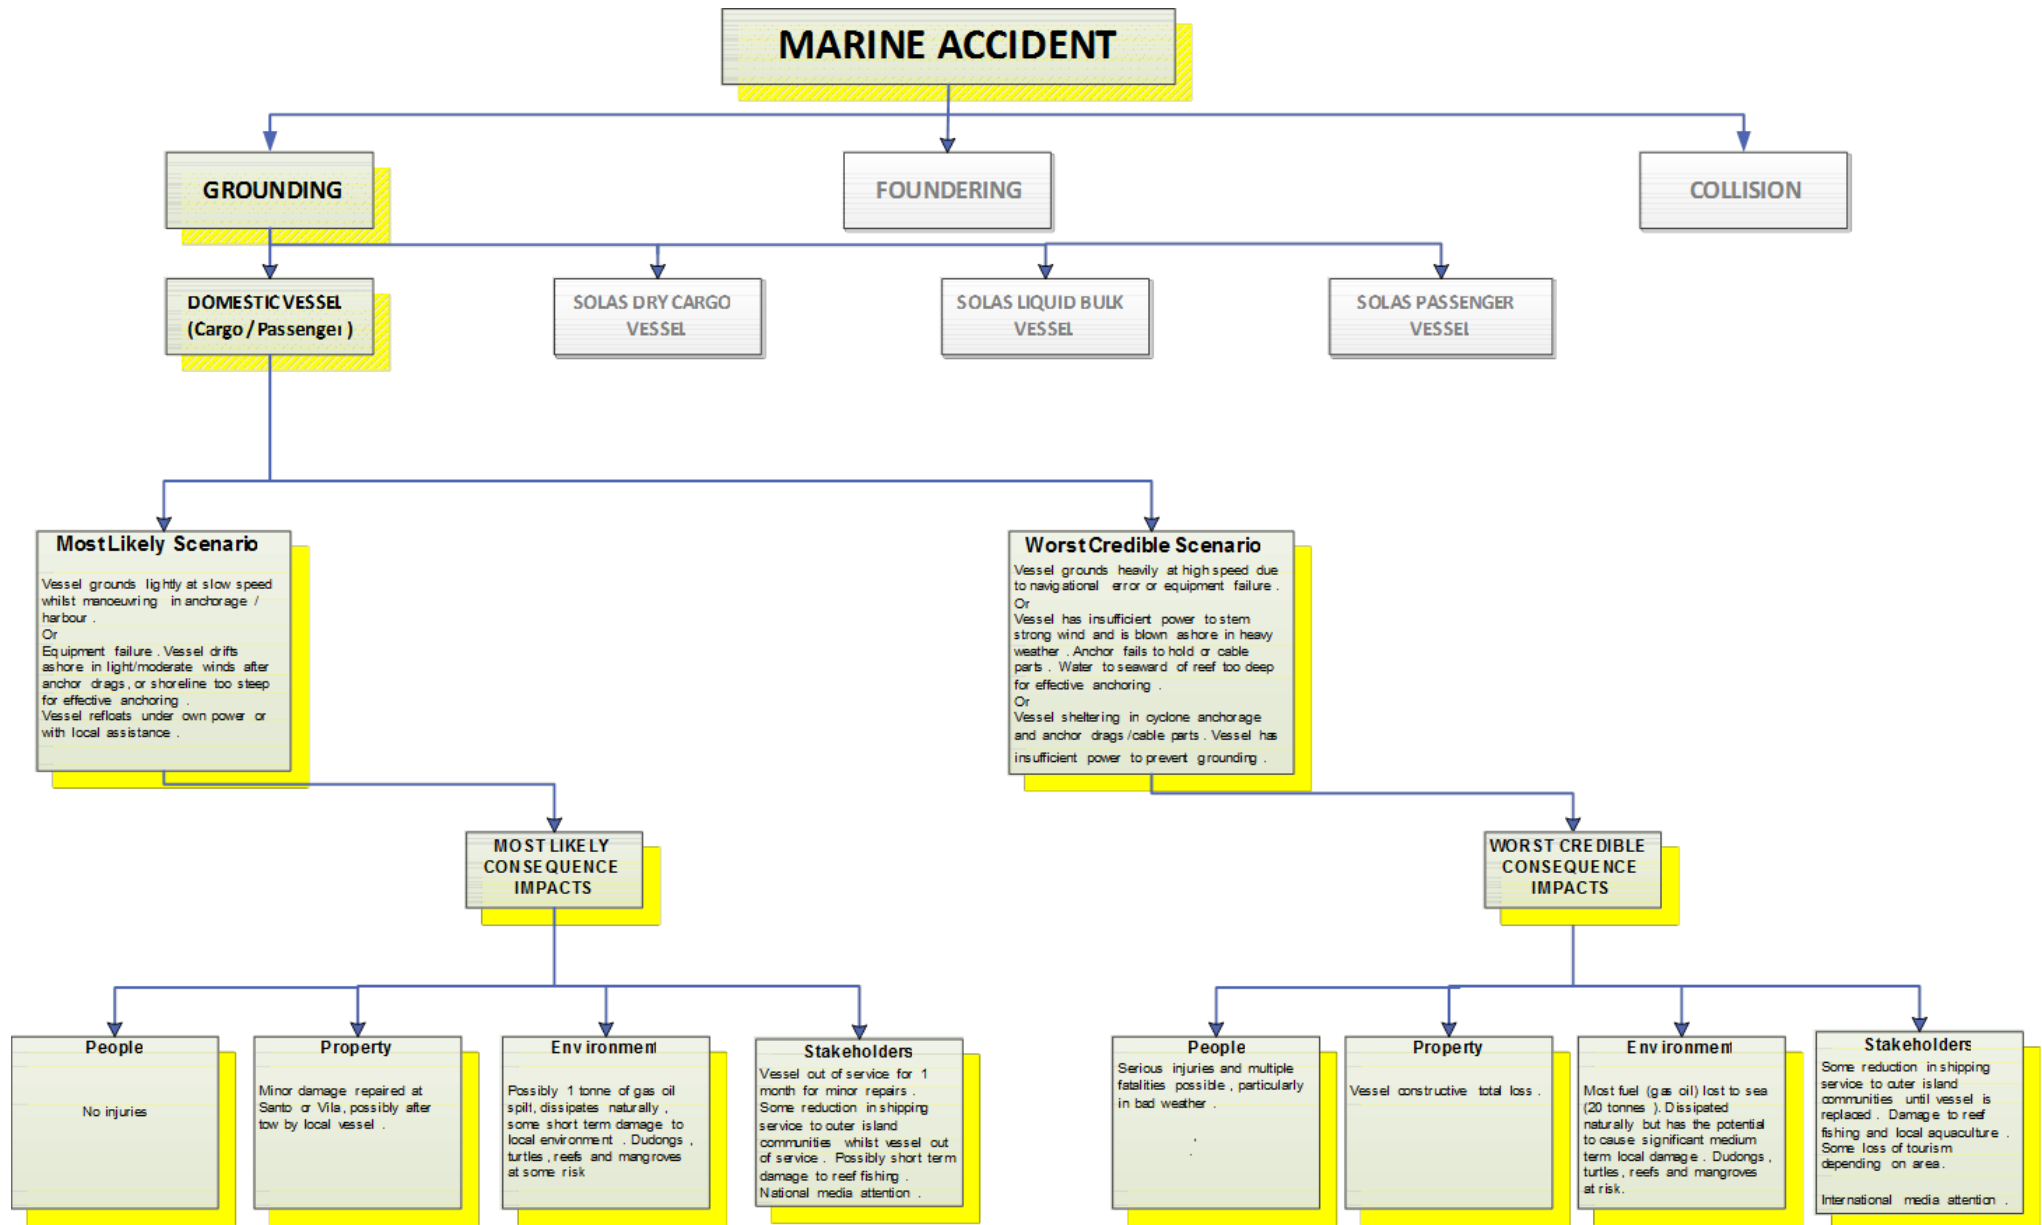 MARINE ACCIDENT
GROUNDING
FOUNDERING
COLLISION
DOMESTIC VESSEL
(Cargo / Passenger )
SOLAS DRY CARGO
VESSEL
SOLAS LIQUID BULK
VESSEL
SOLAS PASSENGER
VESSEL
Most Likely Scenario
Vessel grounds lightly at slow speed
whilst manoeuvring in anchorage /
harbour .
Or
Equipment failure . Vessel drifts
ashore in light/moderate winds after
anchor drags, or shoreline too steep
for effective anchoring .
Vessel refloats under own power or
with local assistance .
Worst Credible Scenario
Vessel grounds heavily at high speed due
to navigational error or equipment failure .
Or
Vessel has insufficient power to stem
strong wind and is blown ashore in heavy
weather . Anchor fails to hold or cable
parts . Water to seaward of reef too deep
for effective anchoring .
Or
Vessel sheltering in cyclone anchorage
and anchor drags /cable parts . Vessel has
insufficient power to prevent grounding .
MOST LIKELY
CONSEQUENCE
IMPACTS
WORST CREDIBLE
CONSEQUENCE
IMPACTS
People
No injuries
Property
Minor damage repaired at
Santo or Vila, possibly after
tow by local vessel .
Environment
Possibly 1 tonne of gas oil
spilt, dissipates naturally ,
some short term damage to
local environment . Dudongs ,
turtles , reefs and mangroves
at some risk
Stakeholders
Vessel out of service for 1
month for minor repairs .
Some reduction in shipping
service to outer island
communities whilst vessel out
of service . Possibly short term
damage to reef fishing .
National media attention .
People
Serious injuries and multiple
fatalities possible , particularly
in bad weather .
.
.
Property
Vessel constructive total loss .
Environment
Most fuel (gas oil) lost to sea
(20 tonnes ). Dissipated
naturally but has the potential
to cause significant medium
term local damage . Dudongs ,
turtles , reefs and mangroves
at risk.
Stakeholders
Some reduction in shipping
service to outer island
communities until vessel is
replaced . Damage to reef
fishing and local aquaculture .
Some loss of tourism
depending on area.
International media attention .